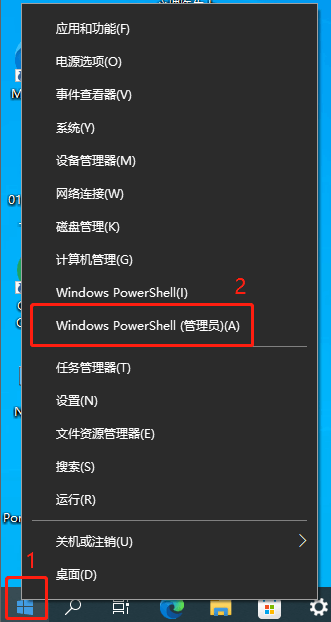 应用和功能(F)
电源选项(O)
事件查看器(V)
系统(Y)
设备管理器(M)
网络连接(W)
磁盘管理(K)
计算机管理(G)
Windows PowerShell(I)
2
Windows PowerShell (管理员)(A)
任务管理器(T)
设置(N)
文件资源管理器(E)
搜索(S)
运行(R)
关机或注销(U)
1
桌面(D)